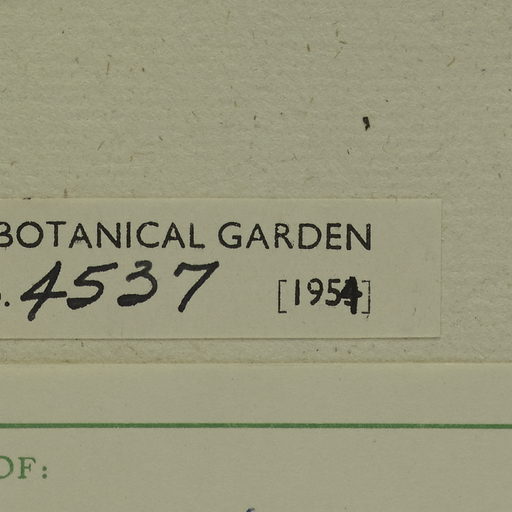 BOTANICAL GARDEN
. 4537 [1954]
OF: